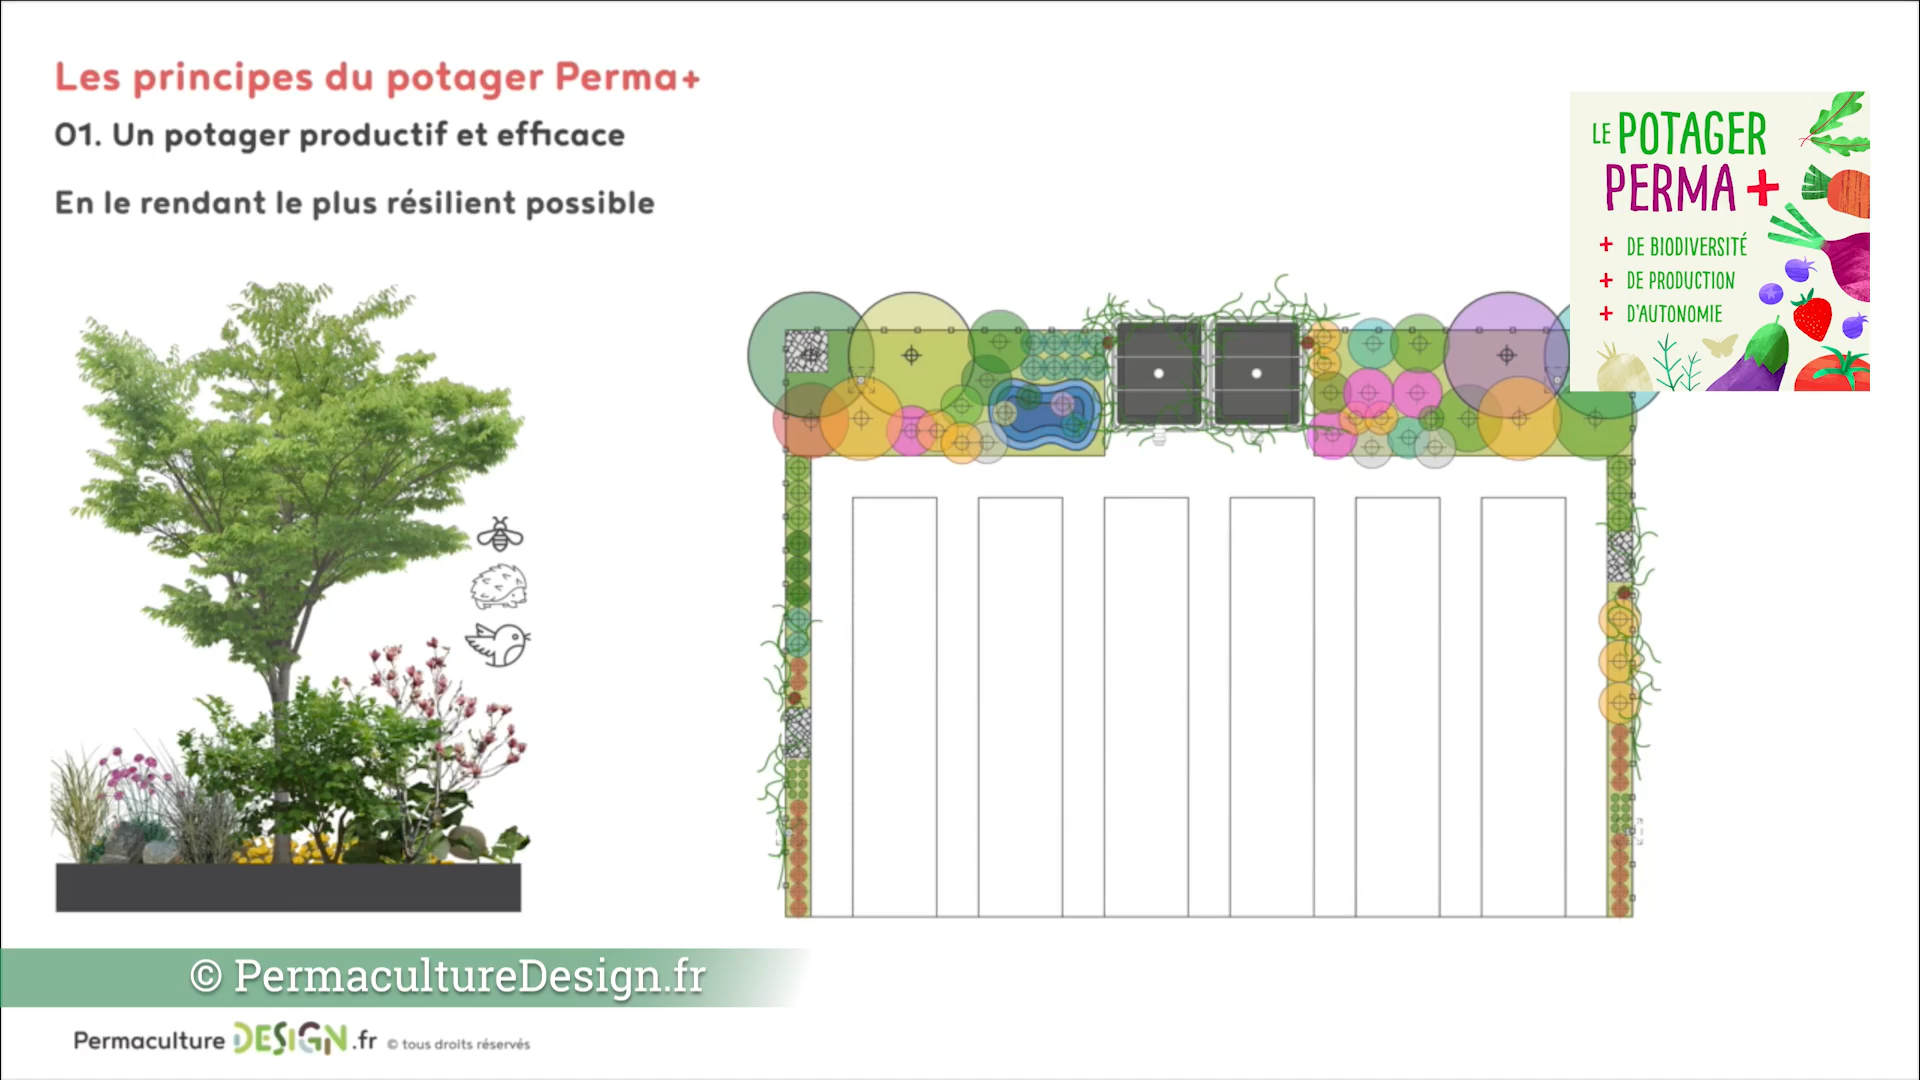 Les principes du potager Perma+
01. Un potager productif et efficace
En le rendant le plus résilient possible
LE POTAGER
PERMA +
+ DE BIODIVERSITÉ
+ DE PRODUCTION
+ D'AUTONOMIE
© PermacultureDesign.fr
Permaculture DESIGN.fr © tous droits réservés